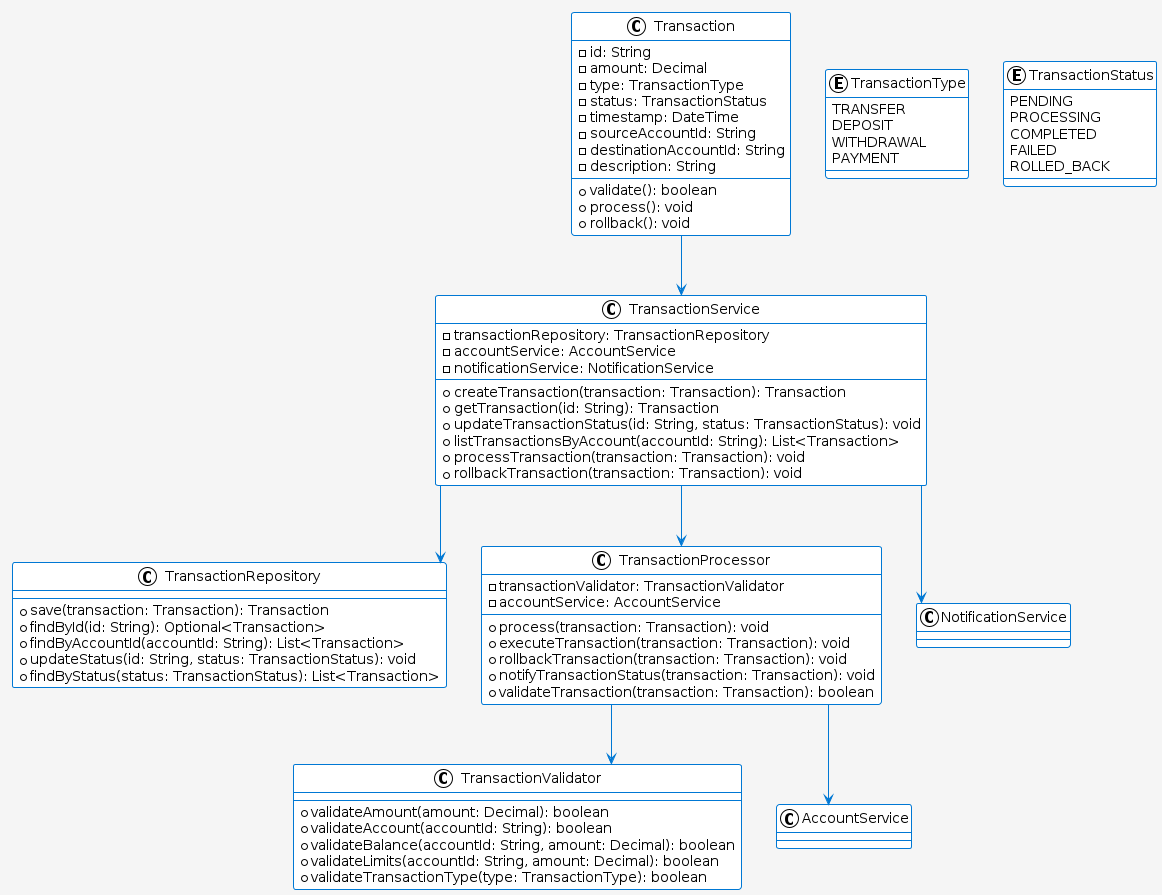 C Transaction
id: String
amount: Decimal
type: TransactionType
status: TransactionStatus
timestamp: DateTime
sourceAccountId: String
destinationAccountId: String
description: String
validate(): boolean
process(): void
rollback(): void
E TransactionType
TRANSFER
DEPOSIT
WITHDRAWAL
PAYMENT
E TransactionStatus
PENDING
PROCESSING
COMPLETED
FAILED
ROLLED_BACK
C TransactionService
transactionRepository: TransactionRepository
accountService: AccountService
notificationService: NotificationService
createTransaction(transaction: Transaction): Transaction
getTransaction(id: String): Transaction
updateTransactionStatus(id: String, status: TransactionStatus): void
listTransactionsByAccount(accountId: String): List<Transaction>
processTransaction(transaction: Transaction): void
rollbackTransaction(transaction: Transaction): void
C TransactionRepository
save(transaction: Transaction): Transaction
findById(id: String): Optional<Transaction>
findByAccountId(accountId: String): List<Transaction>
updateStatus(id: String, status: TransactionStatus): void
findByStatus(status: TransactionStatus): List<Transaction>
C TransactionProcessor
transactionValidator: TransactionValidator
accountService: AccountService
process(transaction: Transaction): void
executeTransaction(transaction: Transaction): void
rollbackTransaction(transaction: Transaction): void
notifyTransactionStatus(transaction: Transaction): void
validateTransaction(transaction: Transaction): boolean
C NotificationService
C TransactionValidator
validateAmount(amount: Decimal): boolean
validateAccount(accountId: String): boolean
validateBalance(accountId: String, amount: Decimal): boolean
validateLimits(accountId: String, amount: Decimal): boolean
validateTransactionType(type: TransactionType): boolean
C AccountService